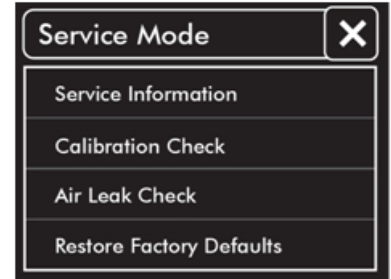 Service Mode
Service Information
Calibration Check
Air Leak Check
Restore Factory Defaults